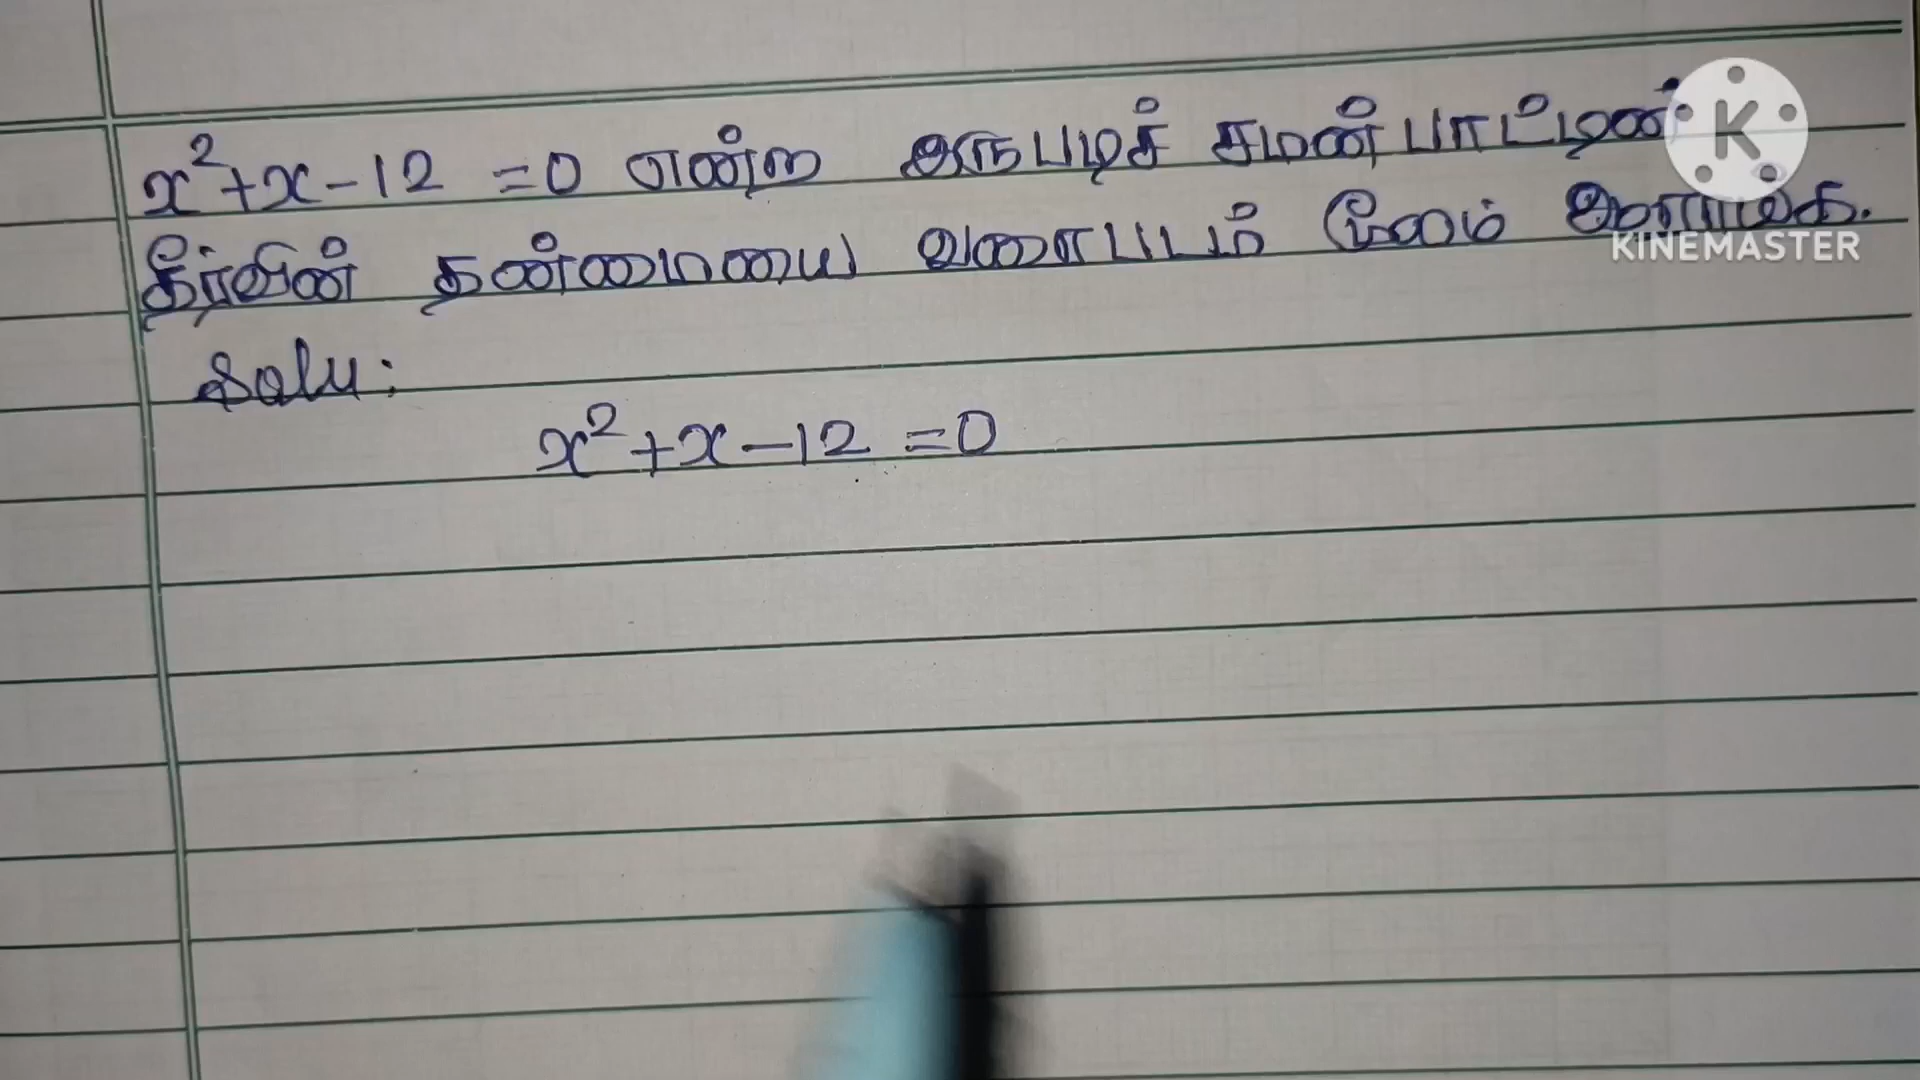 x²+x-12 =0 என்ற இருபடிச் சமன்பாட்டின்
தீர்வின் தன்மையை வரைபடம் மூலம் ஆராய்க.
Solu:
x²+x-12 =0
KINEMASTER